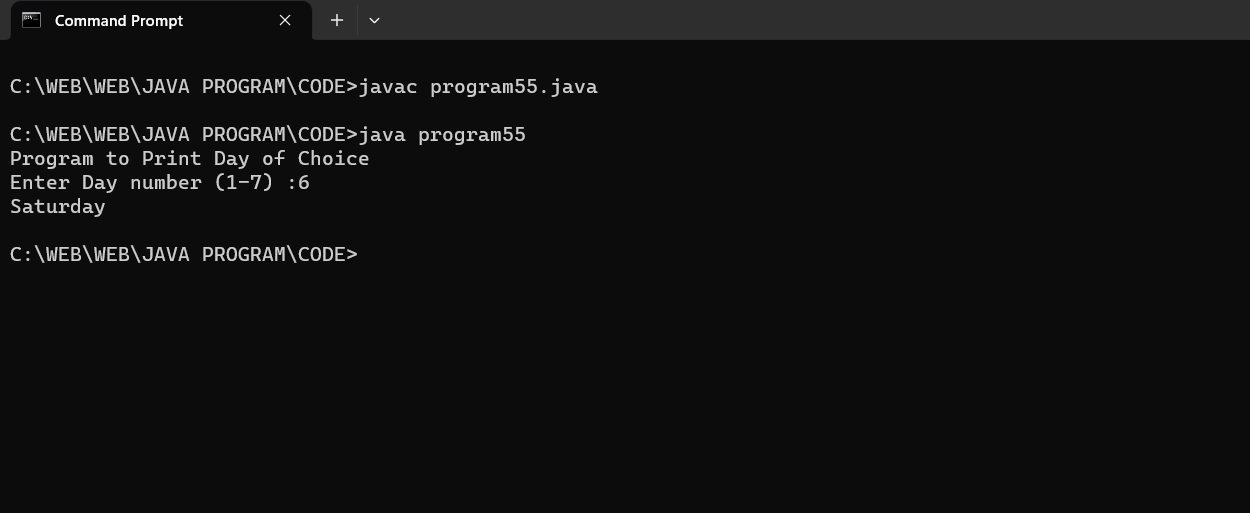 Command Prompt
C:\WEB\WEB\JAVA PROGRAM\CODE>javac program55.java
C:\WEB\WEB\JAVA PROGRAM\CODE>java program55
Program to Print Day of Choice
Enter Day number (1-7) :6
Saturday
C:\WEB\WEB\JAVA PROGRAM\CODE>